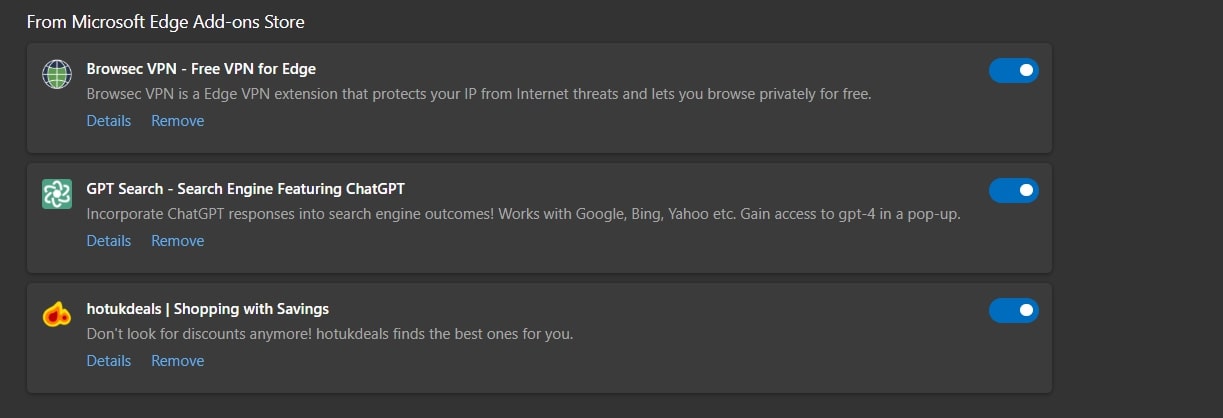 From Microsoft Edge Add-ons Store
Browsec VPN - Free VPN for Edge
Browsec VPN is a Edge VPN extension that protects your IP from Internet threats and lets you browse privately for free.
Details Remove
GPT Search - Search Engine Featuring ChatGPT
Incorporate ChatGPT responses into search engine outcomes! Works with Google, Bing, Yahoo etc. Gain access to gpt-4 in a pop-up.
Details Remove
hotukdeals | Shopping with Savings
Don't look for discounts anymore! hotukdeals finds the best ones for you.
Details Remove